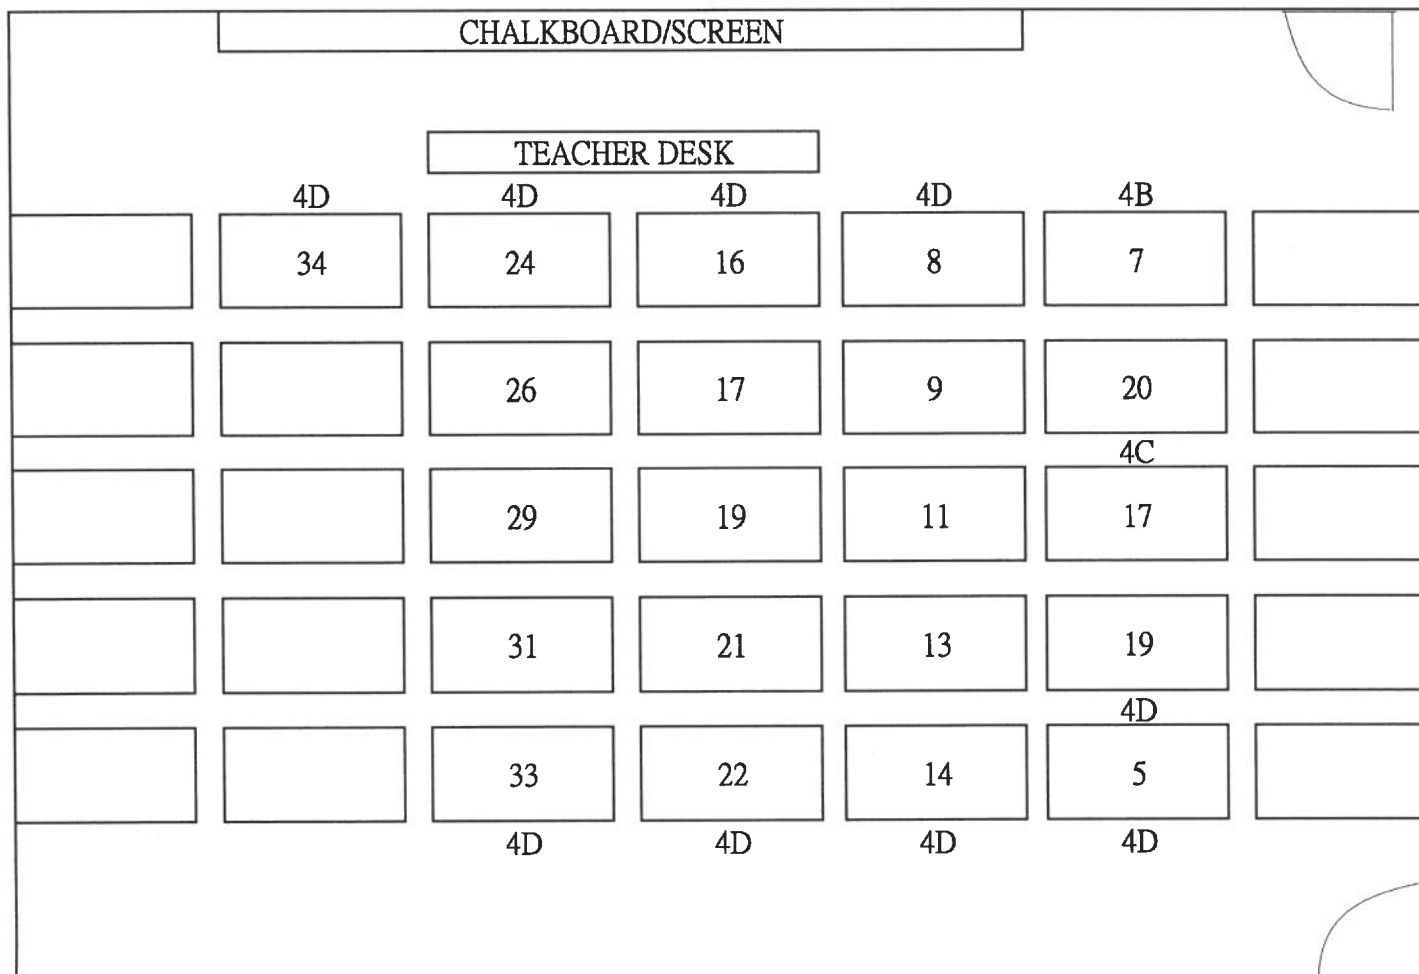 CHALKBOARD/SCREEN
TEACHER DESK
4D 4D 4D 4D 4B
34 24 16 8 7
26 17 9 20
4C
29 19 11 17
31 21 13 19
4D
33 22 14 5
4D 4D 4D 4D